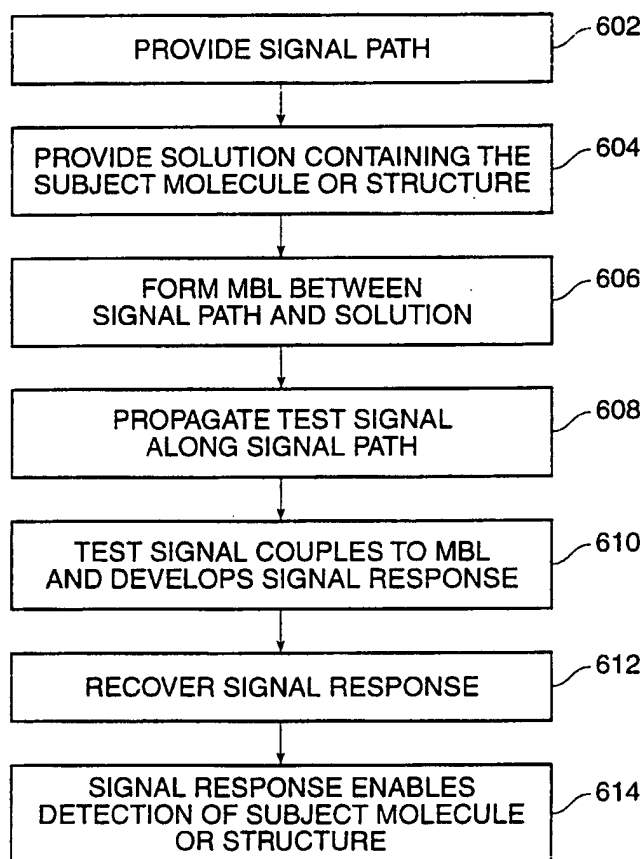 PROVIDE SIGNAL PATH
602
PROVIDE SOLUTION CONTAINING THE
SUBJECT MOLECULE OR STRUCTURE
604
FORM MBL BETWEEN
SIGNAL PATH AND SOLUTION
606
PROPAGATE TEST SIGNAL
ALONG SIGNAL PATH
608
TEST SIGNAL COUPLES TO MBL
AND DEVELOPS SIGNAL RESPONSE
610
RECOVER SIGNAL RESPONSE
612
SIGNAL RESPONSE ENABLES
DETECTION OF SUBJECT MOLECULE
OR STRUCTURE
614